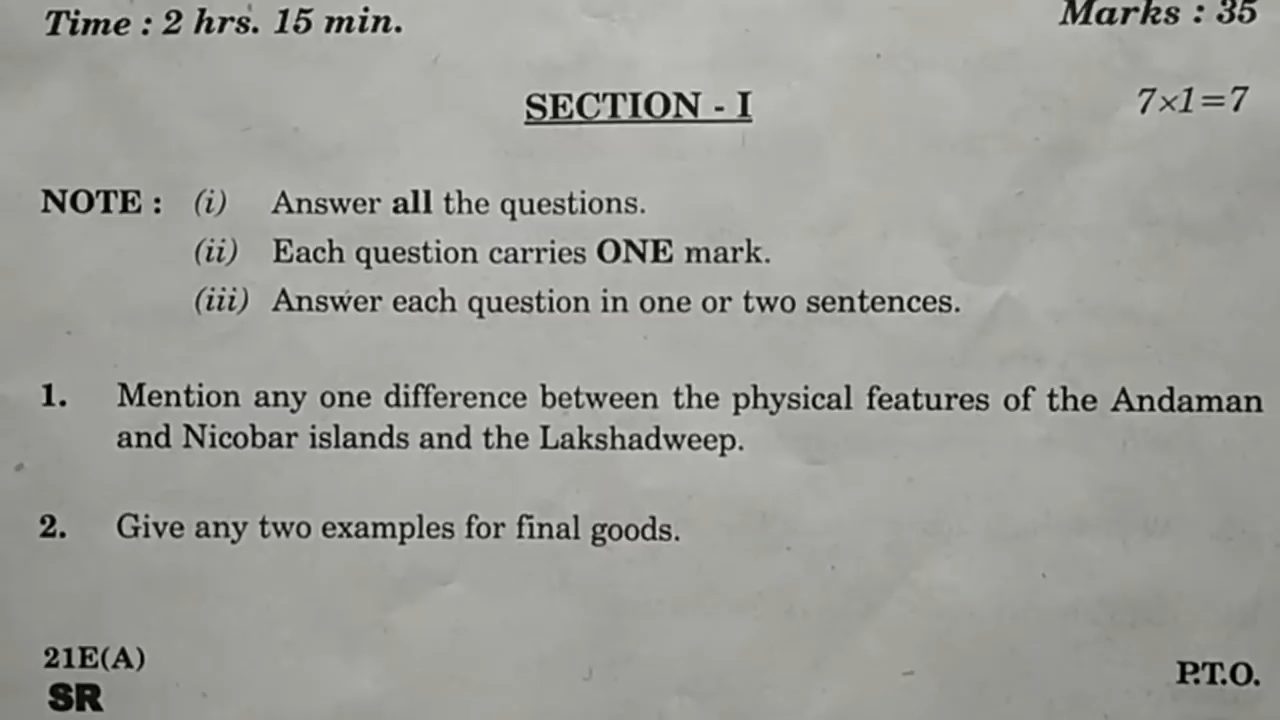 Time : 2 hrs. 15 min.
Marks : 35
SECTION - I
7×1=7
NOTE : (i) Answer all the questions.
(ii) Each question carries ONE mark.
(iii) Answer each question in one or two sentences.
1. Mention any one difference between the physical features of the Andaman
and Nicobar islands and the Lakshadweep.
2. Give any two examples for final goods.
21E(A)
SR
P.T.O.